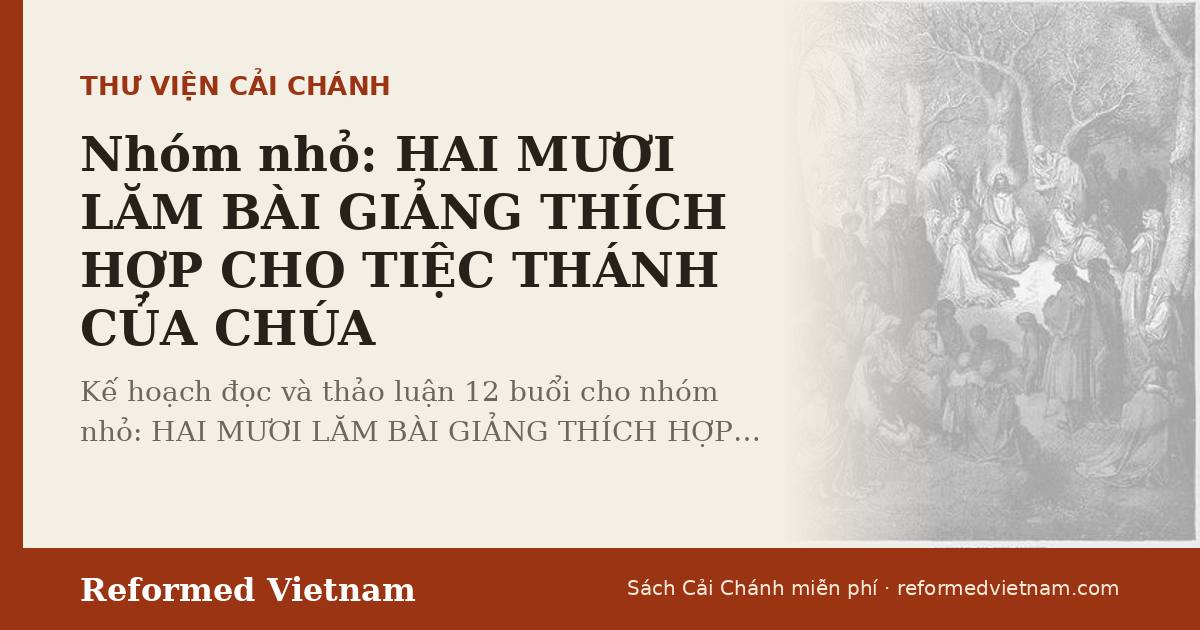 THƯ VIỆN CẢI CHÁNH
Nhóm nhỏ: HAI MƯƠI
LĂM BÀI GIẢNG THÍCH
HỢP CHO TIỆC THÁNH
CỦA CHÚA
Kế hoạch đọc và thảo luận 12 buổi cho nhóm
nhỏ: HAI MƯƠI LĂM BÀI GIẢNG THÍCH HỢP…
Reformed Vietnam
Sách Cải Chánh miễn phí · reformedvietnam.com